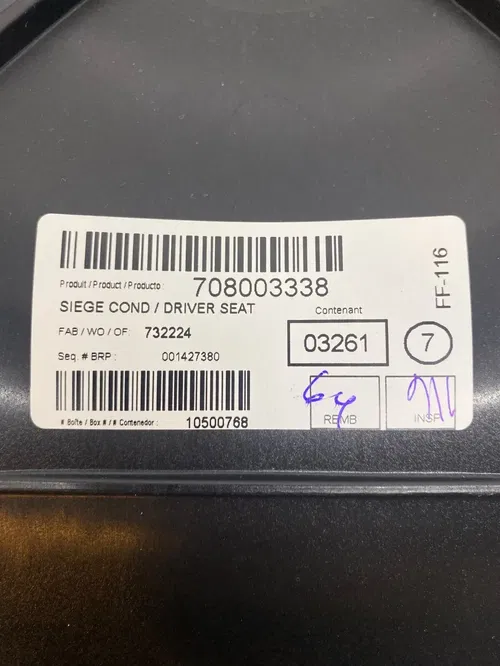 Produit / Product / Producto : 708003338
SIEGE COND / DRIVER SEAT
FAB / WO / OF: 732224
Seq. # BRP : 001427380
# Boîte / Box # / # Contenedor : 10500768
Contenant
03261
7
FF-116
REMB
INSP